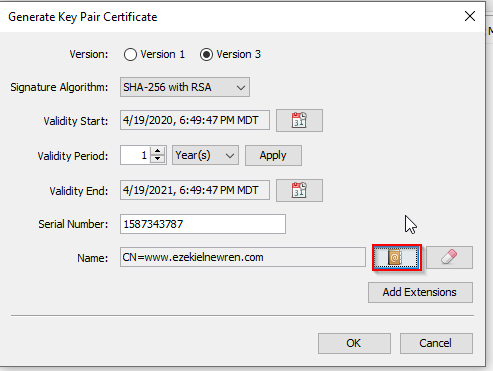 Generate Key Pair Certificate
Version: Version 1 Version 3
Signature Algorithm: SHA-256 with RSA
Validity Start: 4/19/2020, 6:49:47 PM MDT 31
Validity Period: 1 Year(s) Apply
Validity End: 4/19/2021, 6:49:47 PM MDT 31
Serial Number: 1587343787
Name: CN=www.ezekielnewren.com @
Add Extensions
OK Cancel